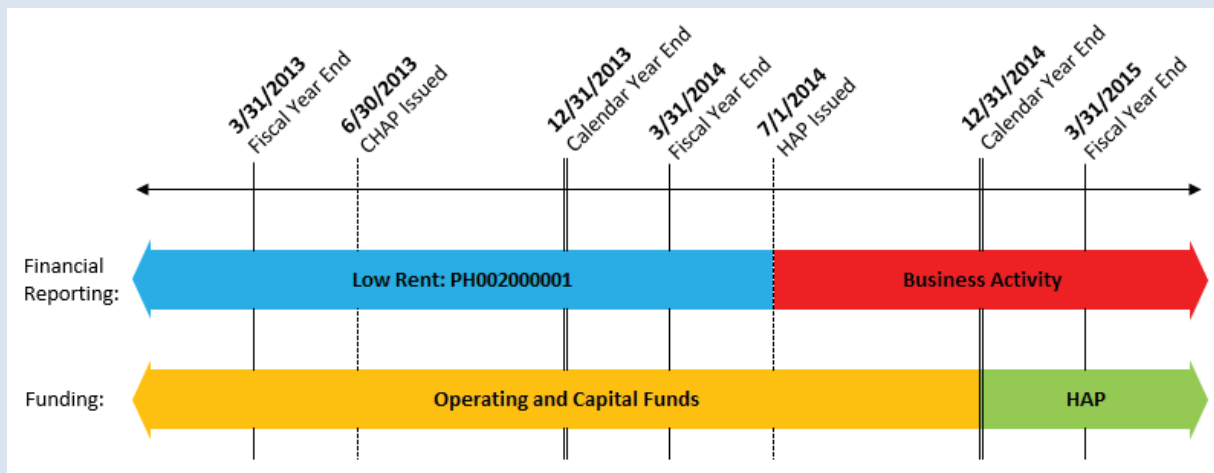 3/31/2013
Fiscal Year End
6/30/2013
CHAP Issued
12/31/2013
Calendar Year End
3/31/2014
Fiscal Year End
7/1/2014
HAP Issued
12/31/2014
Calendar Year End
3/31/2015
Fiscal Year End
Financial
Reporting:
Low Rent: PH002000001
Business Activity
Funding:
Operating and Capital Funds
HAP